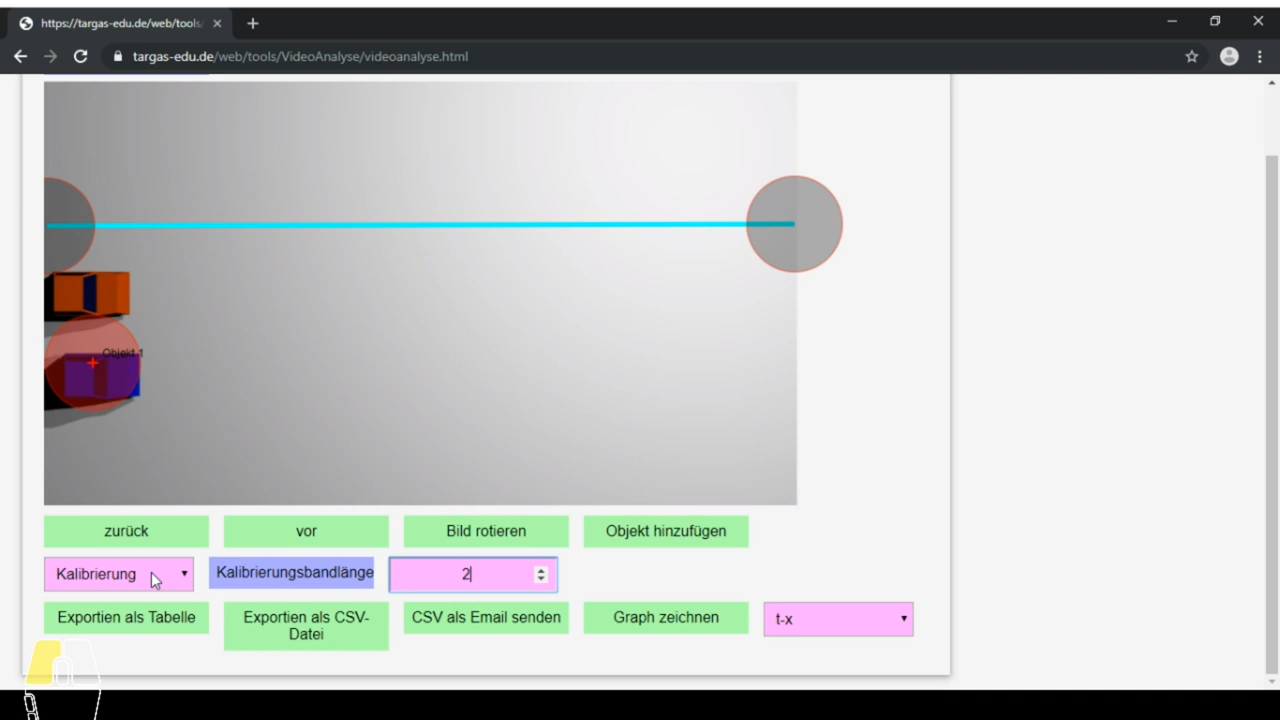 https://targas-edu.de/web/tools
targas-edu.de/web/tools/VideoAnalyse/videoanalyse.html
Objekt 1
zurück
vor
Bild rotieren
Objekt hinzufügen
Kalibrierung
Kalibrierungsbandlänge
2
Exportien als Tabelle
Exportien als CSV-
Datei
CSV als Email senden
Graph zeichnen
t-x